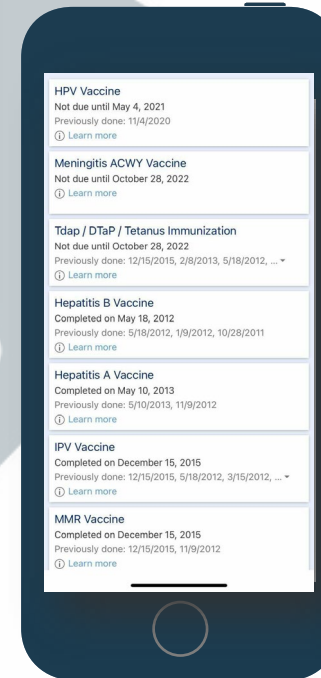 HPV Vaccine
Not due until May 4, 2021
Previously done: 11/4/2020
Learn more
Meningitis ACWY Vaccine
Not due until October 28, 2022
Learn more
Tdap / DTaP / Tetanus Immunization
Not due until October 28, 2022
Previously done: 12/15/2015, 2/8/2013, 5/18/2012, ...
Learn more
Hepatitis B Vaccine
Completed on May 18, 2012
Previously done: 5/18/2012, 1/9/2012, 10/28/2011
Learn more
Hepatitis A Vaccine
Completed on May 10, 2013
Previously done: 5/10/2013, 11/9/2012
Learn more
IPV Vaccine
Completed on December 15, 2015
Previously done: 12/15/2015, 5/18/2012, 3/15/2012, ...
Learn more
MMR Vaccine
Completed on December 15, 2015
Previously done: 12/15/2015, 11/9/2012
Learn more